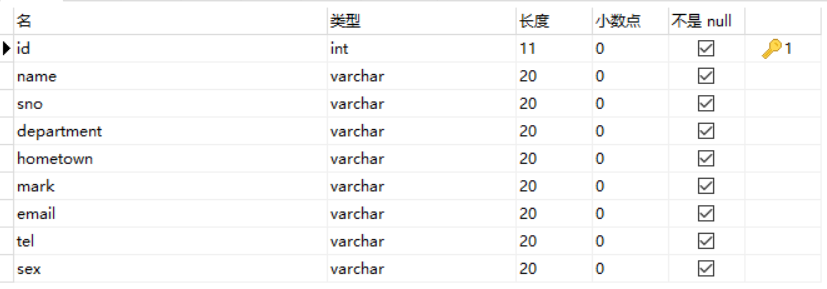 名 类型 长度 小数点 不是 null
id int 11 0 1
name varchar 20 0
sno varchar 20 0
department varchar 20 0
hometown varchar 20 0
mark varchar 20 0
email varchar 20 0
tel varchar 20 0
sex varchar 20 0